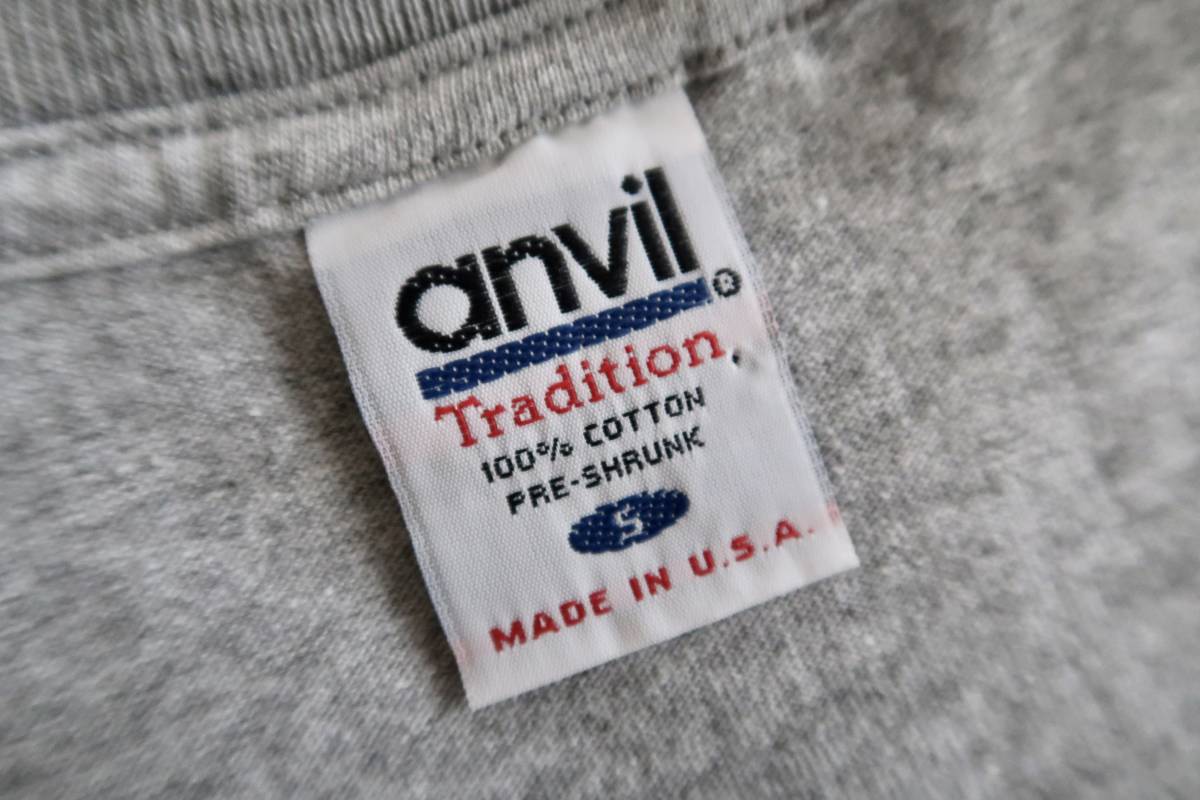 anvil®
Tradition
100% COTTON
PRE-SHRUNK
S
MADE IN U.S.A.